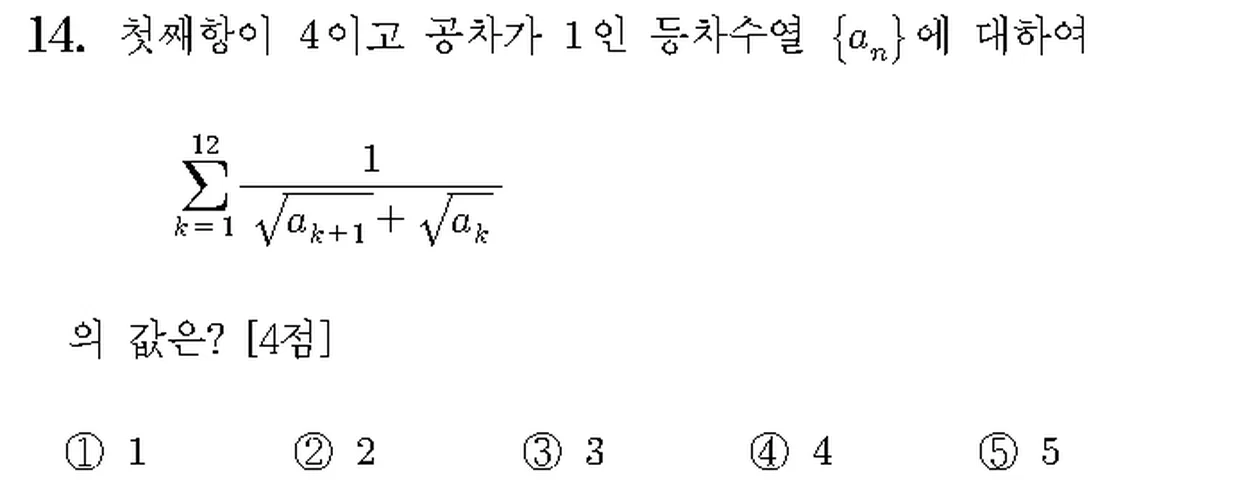 14. 첫째항이 4이고 공차가 1인 등차수열 {aₙ}에 대하여
∑_{k=1}^{12} 1/(√a_{k+1} + √a_k)
의 값은? [4점]
① 1 ② 2 ③ 3 ④ 4 ⑤ 5